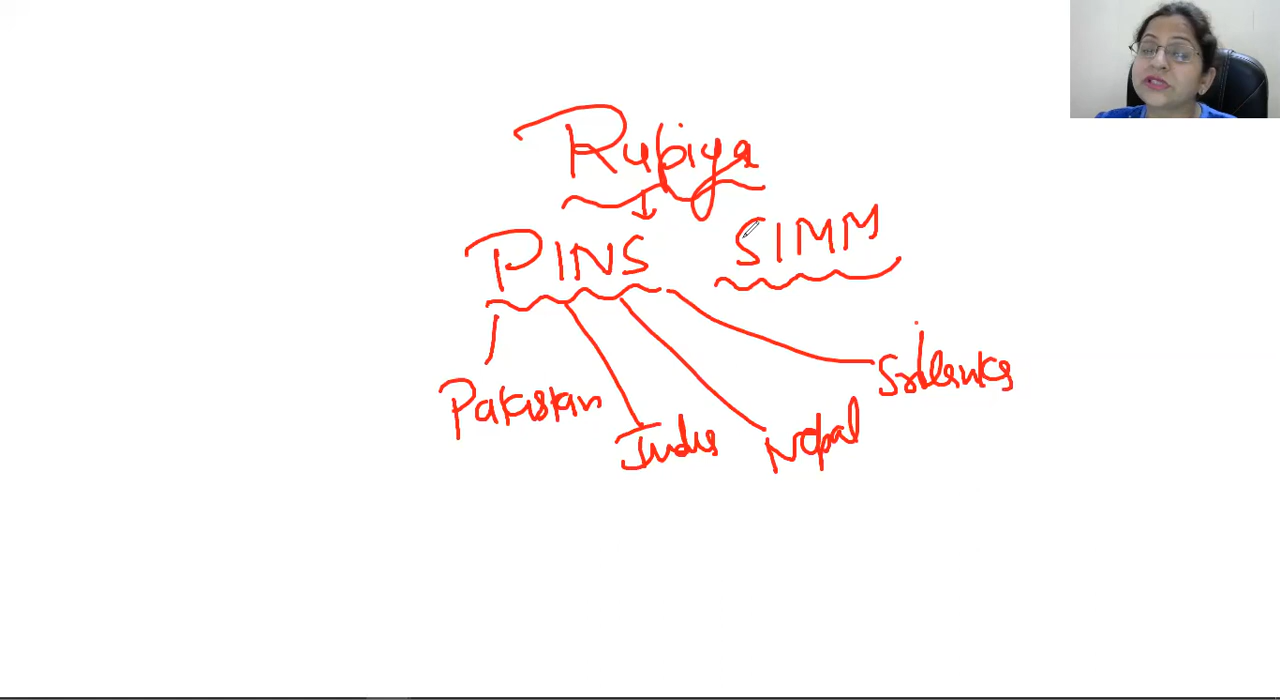 Rupiya
PINS SIMM
Srilanka
Pakistan
India Nepal